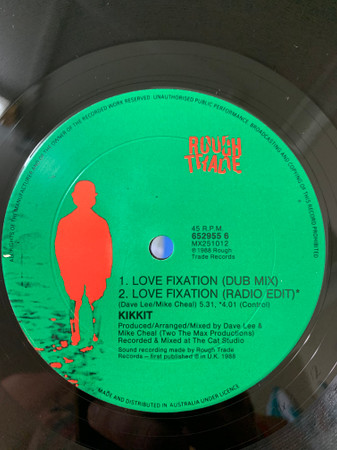 OF THE MANUFACTURER AND OF THE OWNER OF THE RECORDED WORK RESERVED. UNAUTHORISED PUBLIC PERFORMANCE, BROADCASTING AND COPYING OF THIS RECORD PROHIBITED
ROUGH
TRADE
45 R.P.M.
652955 6
MX251012
℗ 1988 Rough
Trade Records
1. LOVE FIXATION (DUB MIX)
2. LOVE FIXATION (RADIO EDIT)*
(Dave Lee/Mike Cheal) 5.31, *4.01 (Control)
KIKKIT
Produced/Arranged/Mixed by Dave Lee &
Mike Cheal (Two The Max Productions)
Recorded & Mixed at The Cat Studio
Sound recording made by Rough Trade
Records — first published in U.K. 1988
MADE AND DISTRIBUTED IN AUSTRALIA UNDER LICENCE